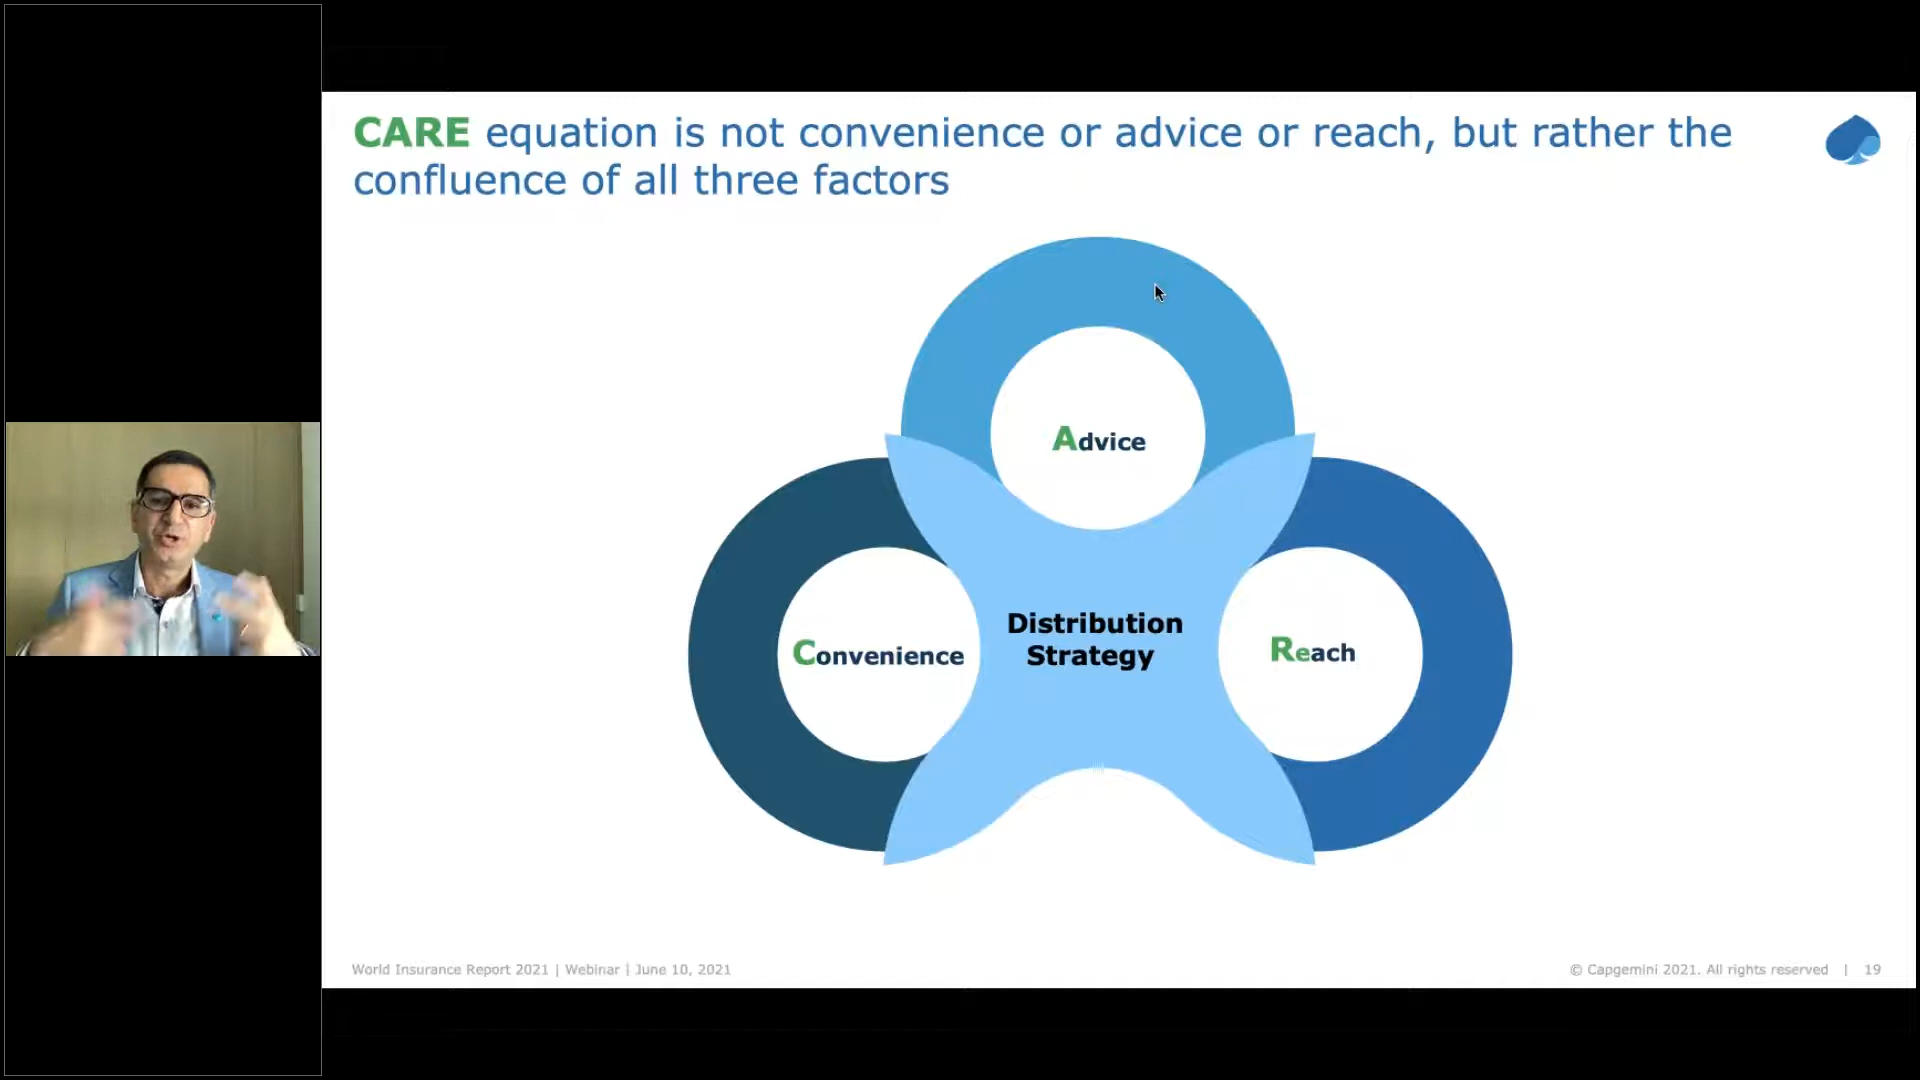 CARE equation is not convenience or advice or reach, but rather the
confluence of all three factors
Advice
Convenience
Distribution
Strategy
Reach
World Insurance Report 2021 | Webinar | June 10, 2021
© Capgemini 2021. All rights reserved | 19